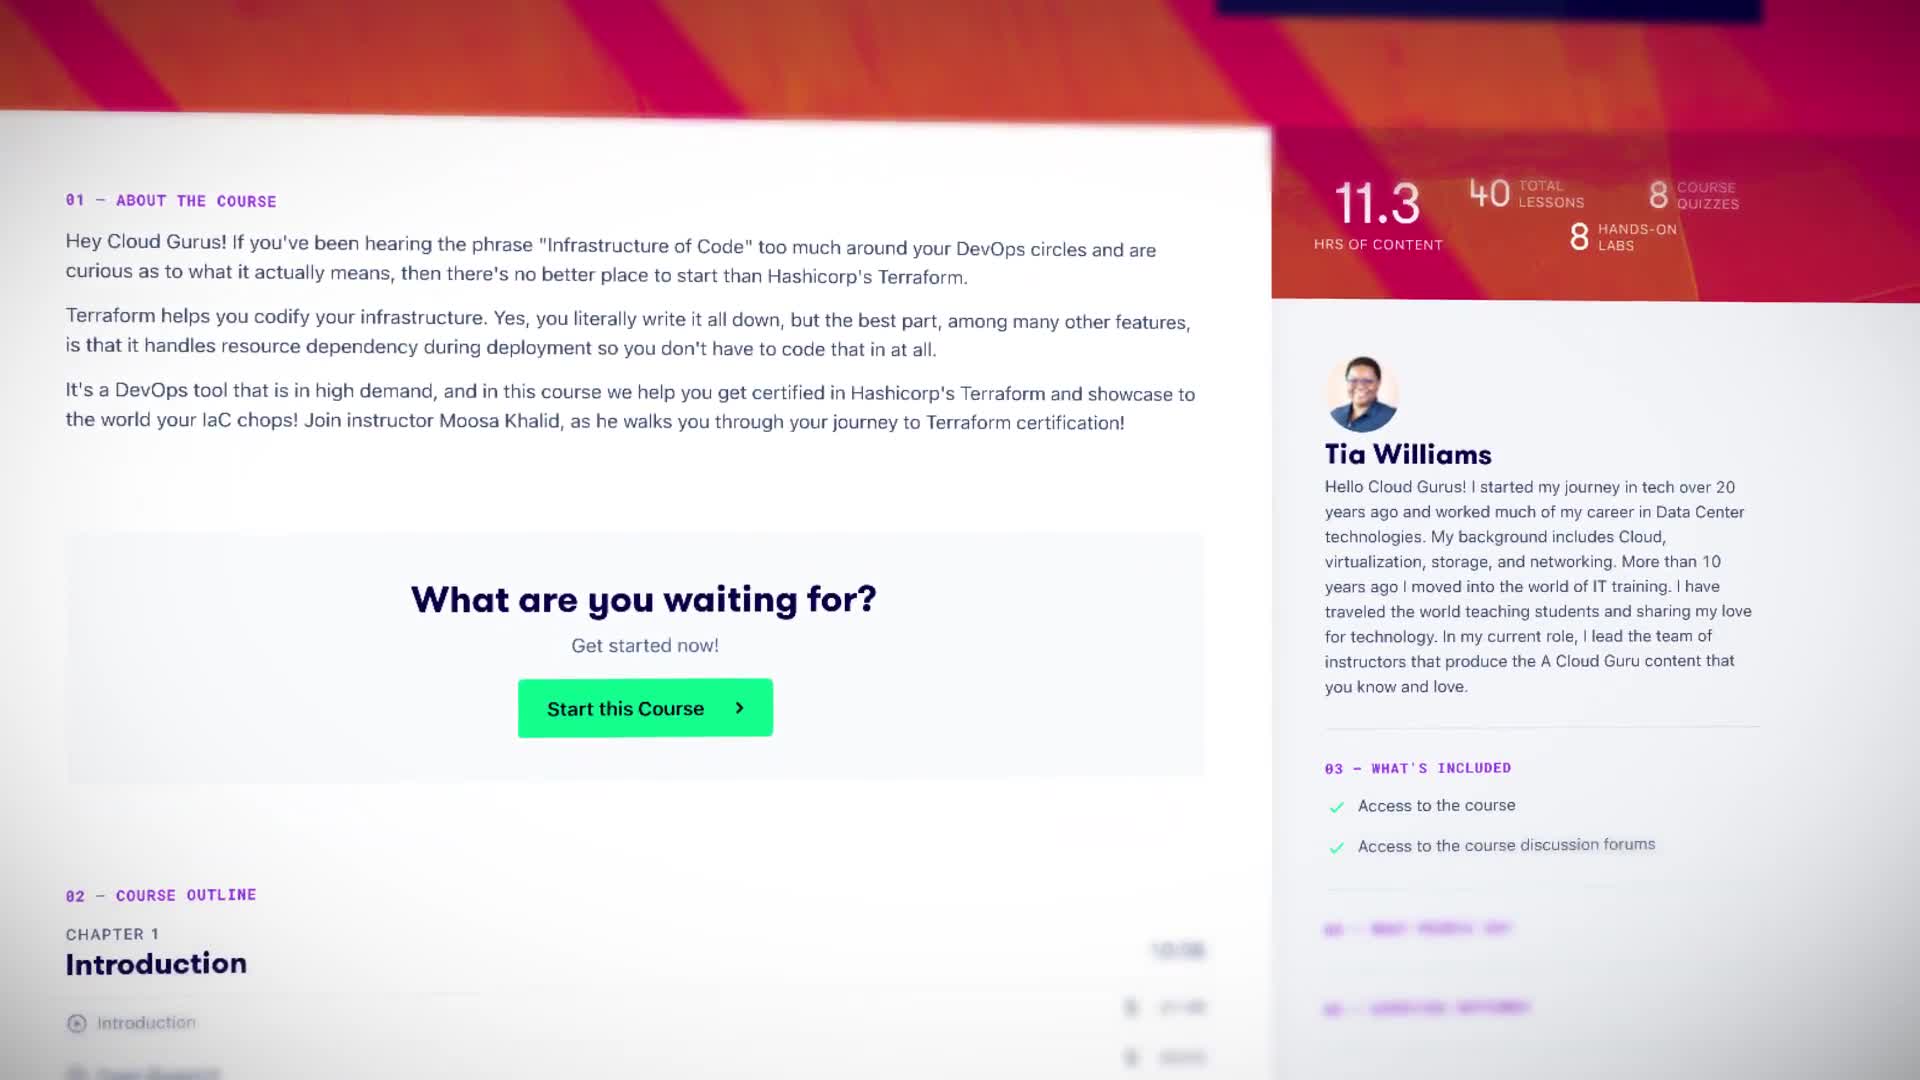 01 — ABOUT THE COURSE
Hey Cloud Gurus! If you've been hearing the phrase "Infrastructure of Code" too much around your DevOps circles and are
curious as to what it actually means, then there's no better place to start than Hashicorp's Terraform.
Terraform helps you codify your infrastructure. Yes, you literally write it all down, but the best part, among many other features,
is that it handles resource dependency during deployment so you don't have to code that in at all.
It's a DevOps tool that is in high demand, and in this course we help you get certified in Hashicorp's Terraform and showcase to
the world your IaC chops! Join instructor Moosa Khalid, as he walks you through your journey to Terraform certification!
What are you waiting for?
Get started now!
Start this Course
02 — COURSE OUTLINE
CHAPTER 1
Introduction
Introduction
11.3
HRS OF CONTENT
40 TOTAL LESSONS
8 COURSE QUIZZES
8 HANDS-ON LABS
Tia Williams
Hello Cloud Gurus! I started my journey in tech over 20
years ago and worked much of my career in Data Center
technologies. My background includes Cloud,
virtualization, storage, and networking. More than 10
years ago I moved into the world of IT training. I have
traveled the world teaching students and sharing my love
for technology. In my current role, I lead the team of
instructors that produce the A Cloud Guru content that
you know and love.
03 — WHAT'S INCLUDED
Access to the course
Access to the course discussion forums